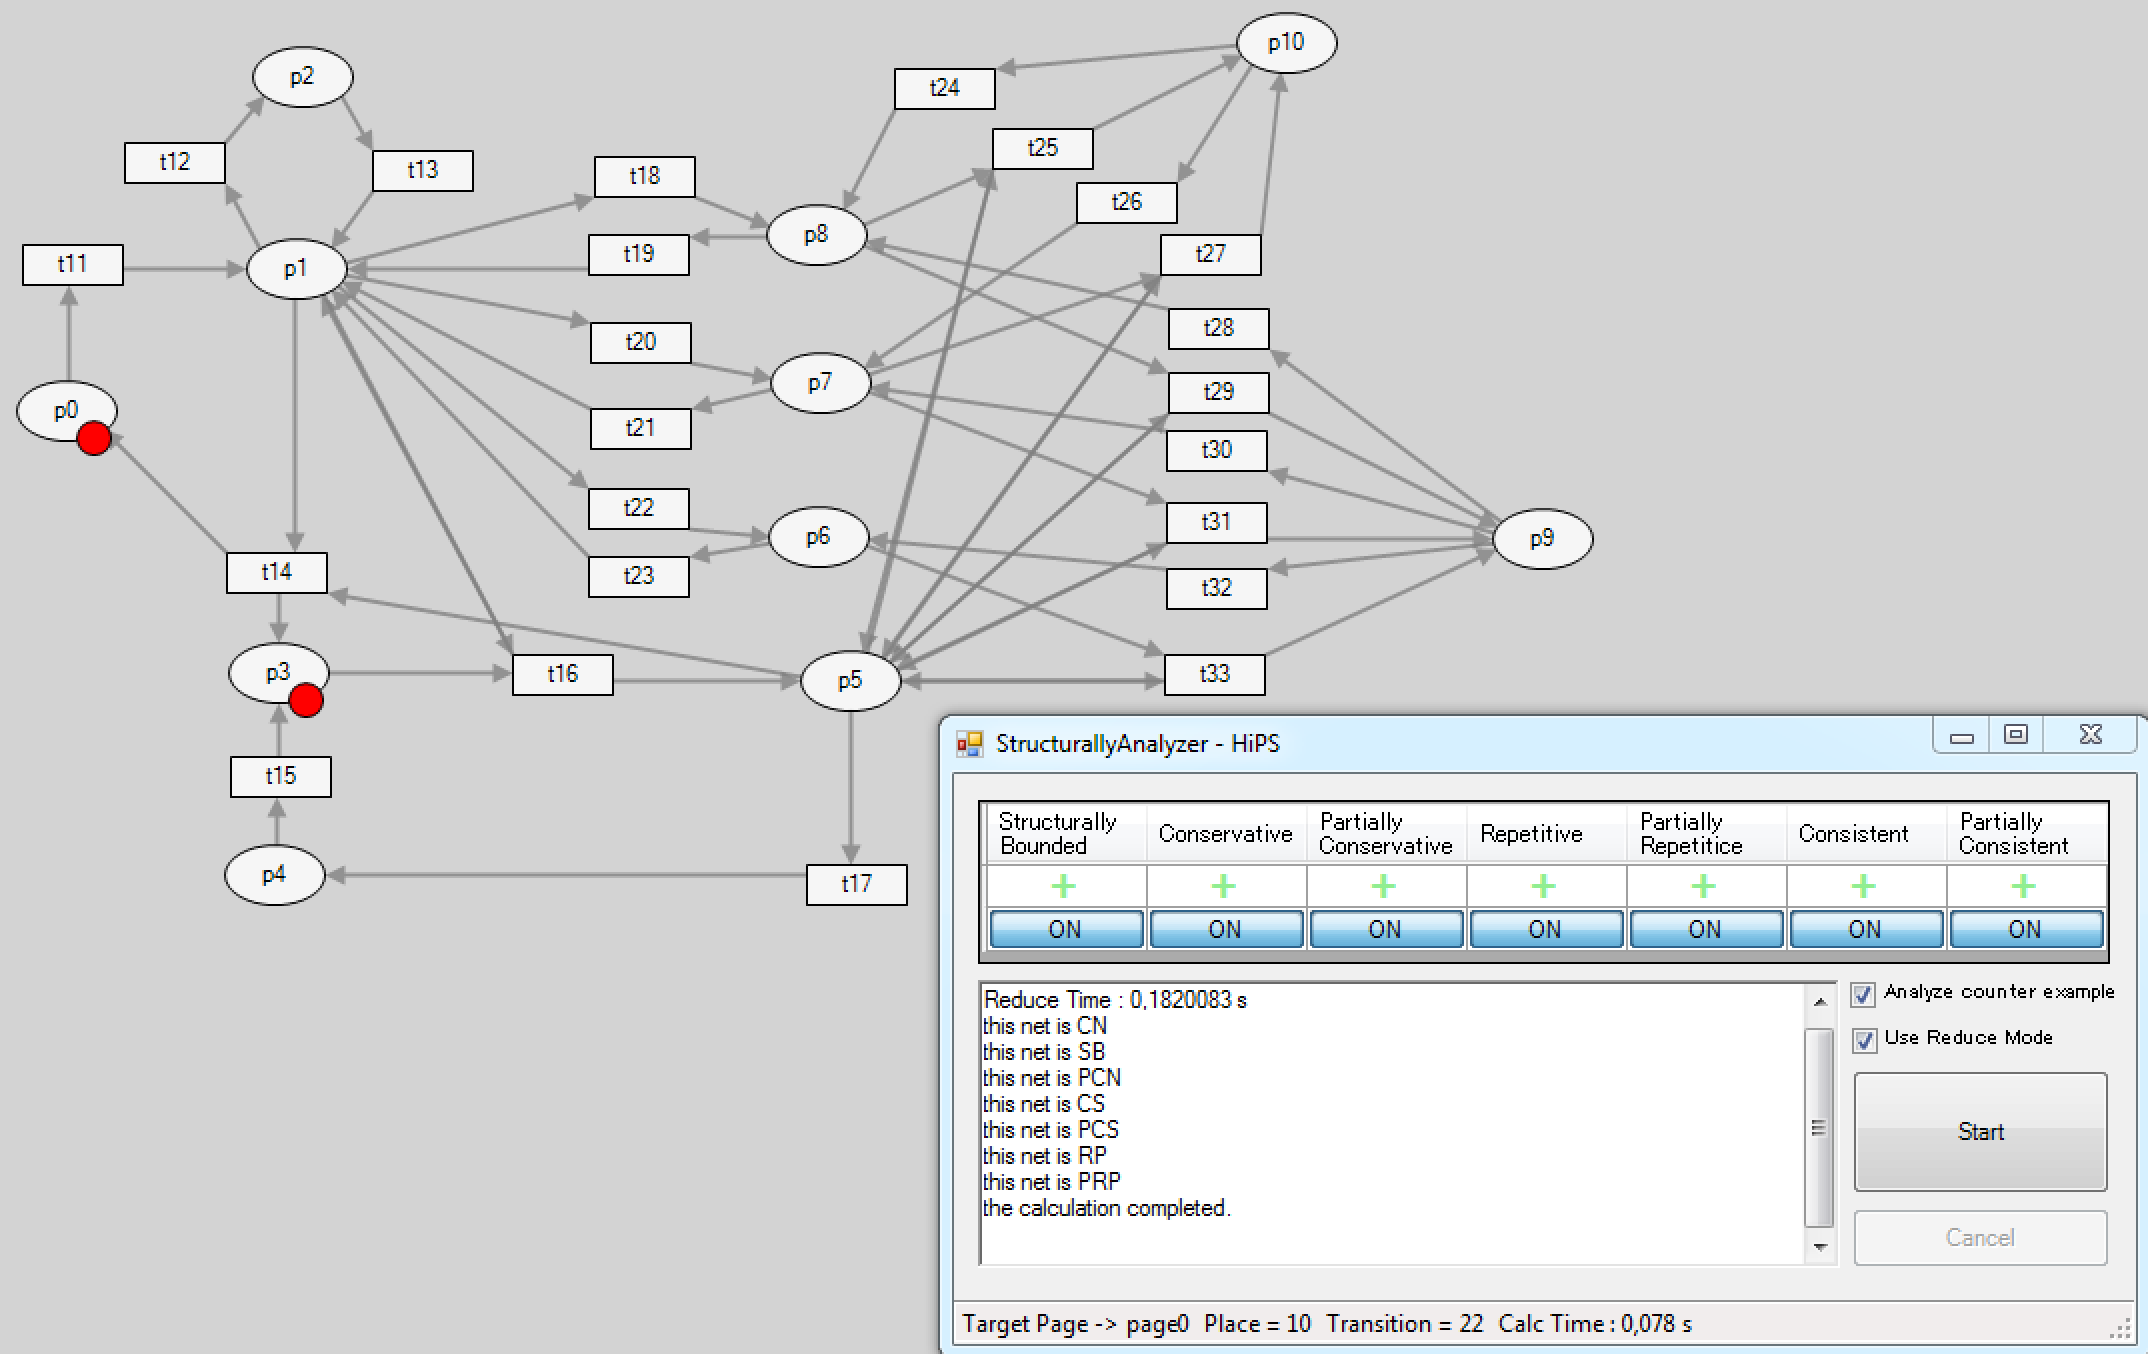 p10
p2
t24
t25
t12
t13
t18
t26
p8
t11
p1
t19
t27
t28
t20
p7
t29
p0
t21
t30
t22
t31
p6
p9
t14
t23
t32
p3
t16
p5
t33
t15
p4
t17
StructurallyAnalyzer - HiPS
Structurally Bounded
Conservative
Partially Conservative
Repetitive
Partially Repetitice
Consistent
Partially Consistent
+ + + + + + +
ON ON ON ON ON ON ON
Reduce Time : 0,1820083 s
this net is CN
this net is SB
this net is PCN
this net is CS
this net is PCS
this net is RP
this net is PRP
the calculation completed.
Analyze counter example
Use Reduce Mode
Start
Cancel
Target Page -> page0 Place = 10 Transition = 22 Calc Time : 0,078 s